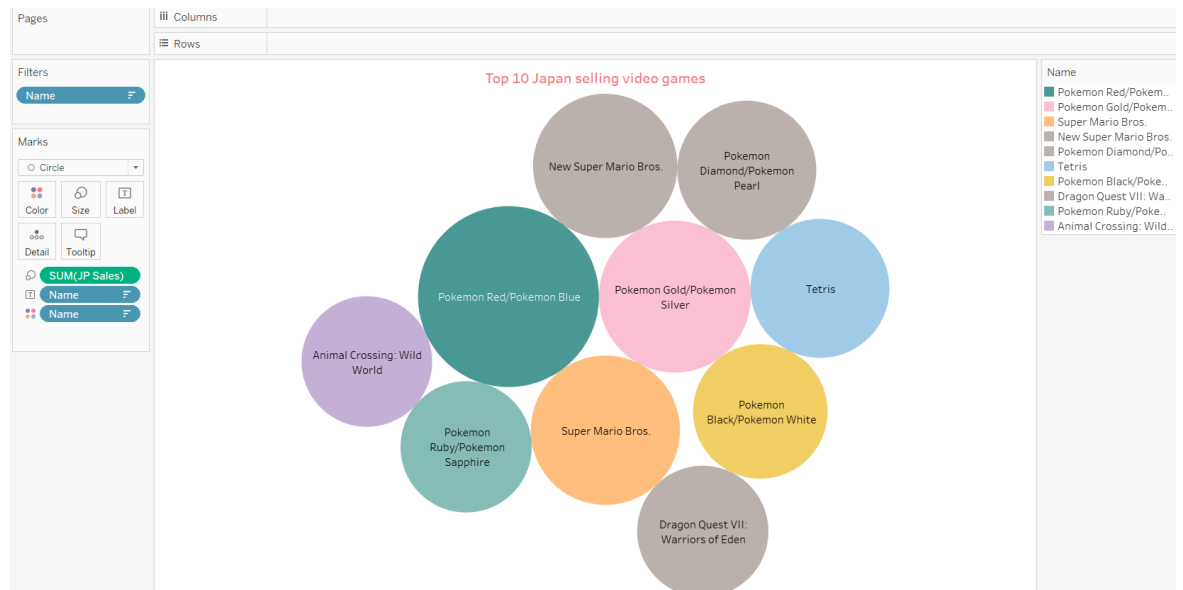 Pages
Columns
Rows
Filters
Name
Marks
Circle
Color
Size
Label
Detail
Tooltip
SUM(JP Sales)
Name
Name
Top 10 Japan selling video games
New Super Mario Bros.
Pokemon
Diamond/Pokemon
Pearl
Pokemon Red/Pokemon Blue
Pokemon Gold/Pokemon
Silver
Tetris
Animal Crossing: Wild
World
Pokemon
Ruby/Pokemon
Sapphire
Super Mario Bros.
Pokemon
Black/Pokemon White
Dragon Quest VII:
Warriors of Eden
Name
Pokemon Red/Pokem..
Pokemon Gold/Pokem..
Super Mario Bros.
New Super Mario Bros.
Pokemon Diamond/Po..
Tetris
Pokemon Black/Poke..
Dragon Quest VII: Wa..
Pokemon Ruby/Poke..
Animal Crossing: Wild..